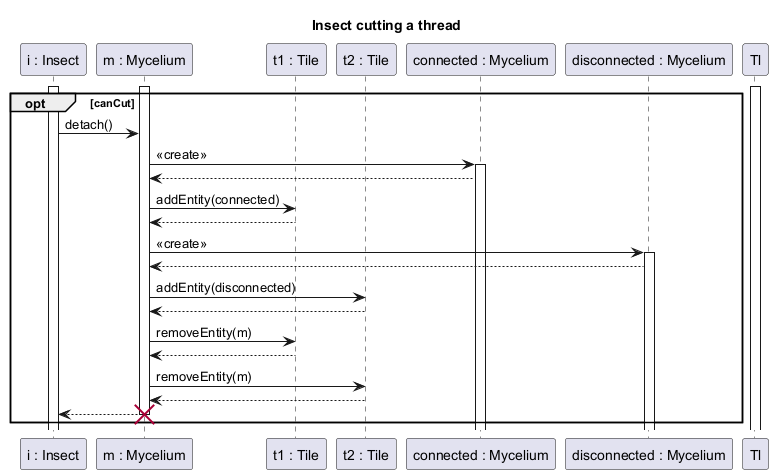 Insect cutting a thread
i : Insect
m : Mycelium
t1 : Tile
t2 : Tile
connected : Mycelium
disconnected : Mycelium
Tl
opt
[canCut]
detach()
«create»
addEntity(connected)
«create»
addEntity(disconnected)
removeEntity(m)
removeEntity(m)
i : Insect
m : Mycelium
t1 : Tile
t2 : Tile
connected : Mycelium
disconnected : Mycelium
Tl